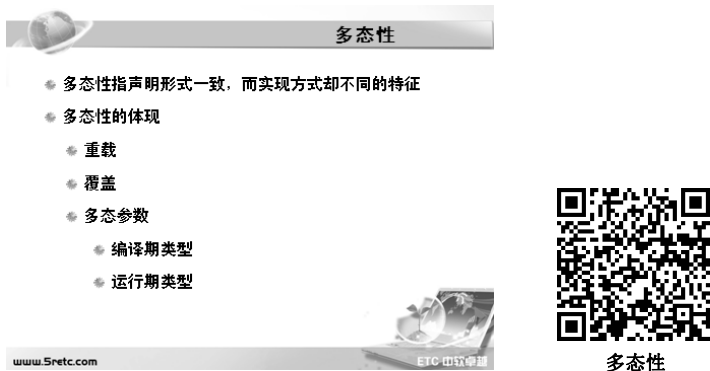 多态性
多态性指声明形式一致，而实现方式却不同的特征
多态性的体现
重载
覆盖
多态参数
编译期类型
运行期类型
www.5retc.com
ETC 中软卓越
多态性